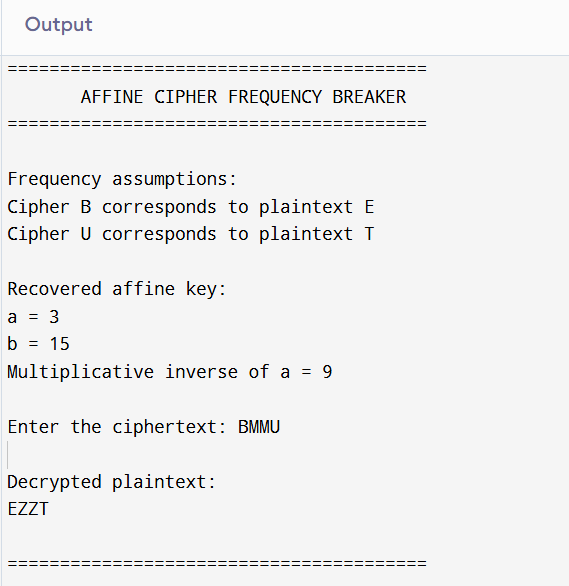 Output
========================================
AFFINE CIPHER FREQUENCY BREAKER
========================================
Frequency assumptions:
Cipher B corresponds to plaintext E
Cipher U corresponds to plaintext T
Recovered affine key:
a = 3
b = 15
Multiplicative inverse of a = 9
Enter the ciphertext: BMMU
Decrypted plaintext:
EZZT
========================================